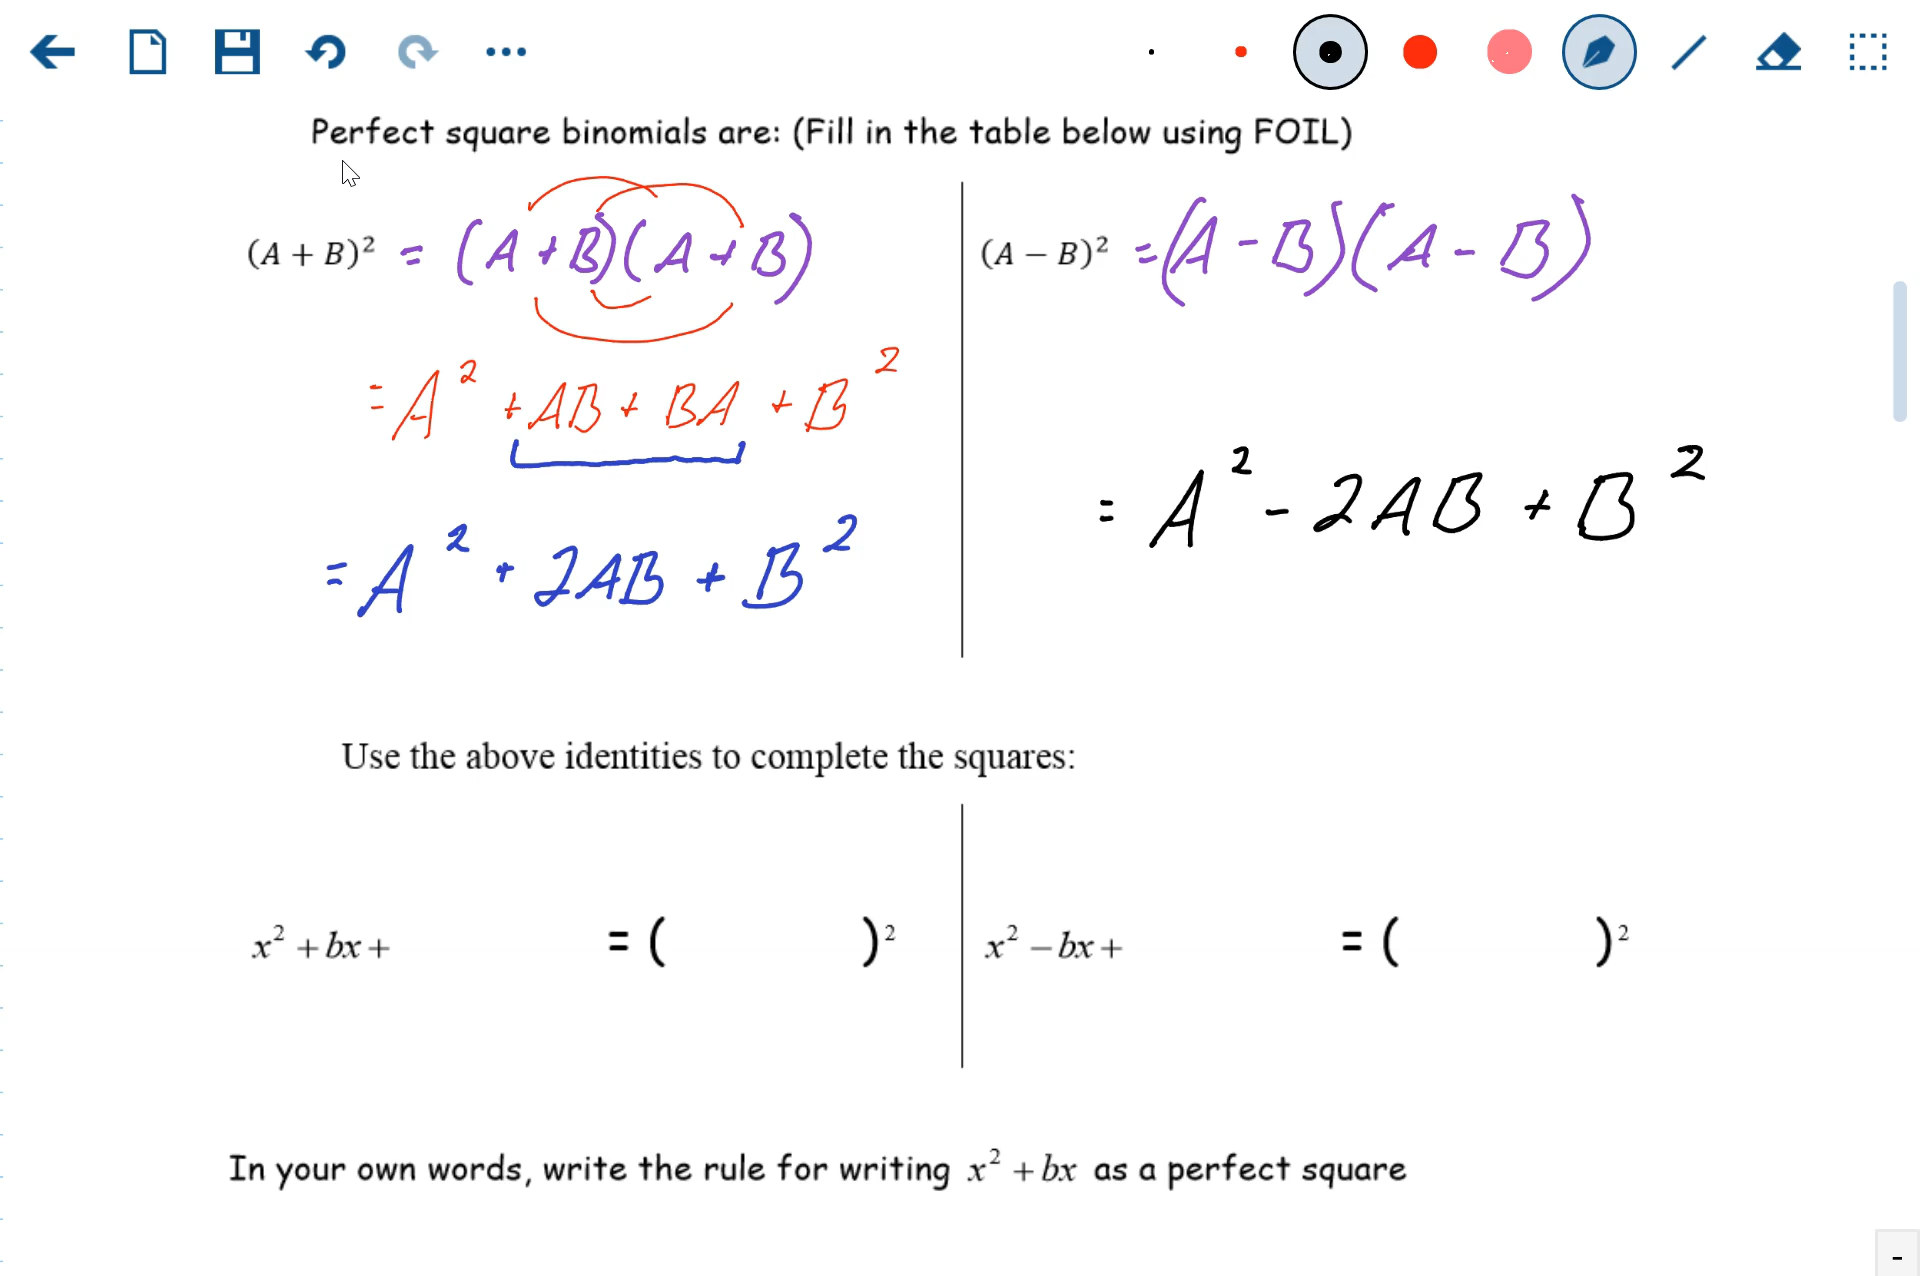 Perfect square binomials are: (Fill in the table below using FOIL)
(A + B)² = (A + B)(A + B)
= A² + AB + BA + B²
= A² + 2AB + B²
(A − B)² = (A - B)(A - B)
= A² - 2AB + B²
Use the above identities to complete the squares:
x² + bx + = ( )²
x² − bx + = ( )²
In your own words, write the rule for writing x² + bx as a perfect square